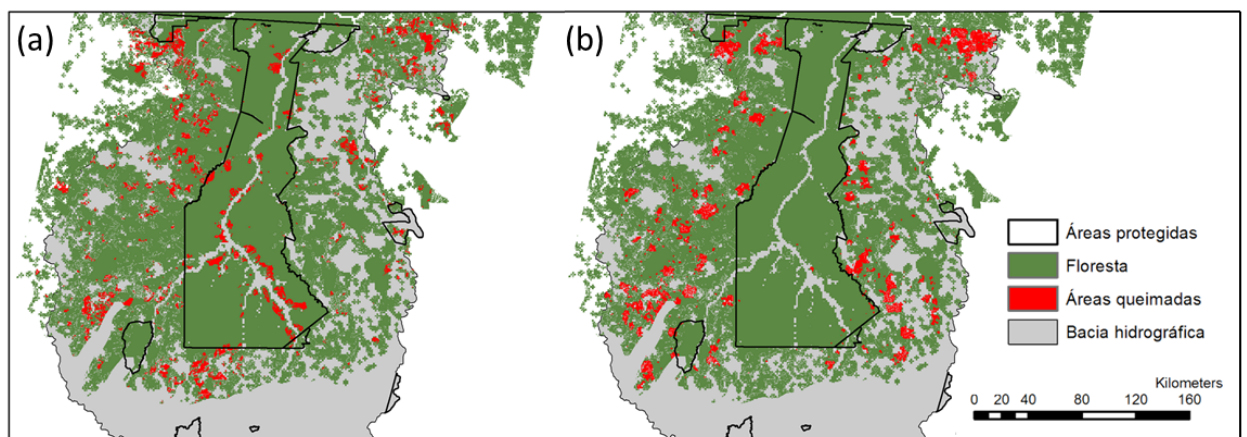 (a)
(b)
Áreas protegidas
Floresta
Áreas queimadas
Bacia hidrográfica
Kilometers
0 20 40 80 120 160